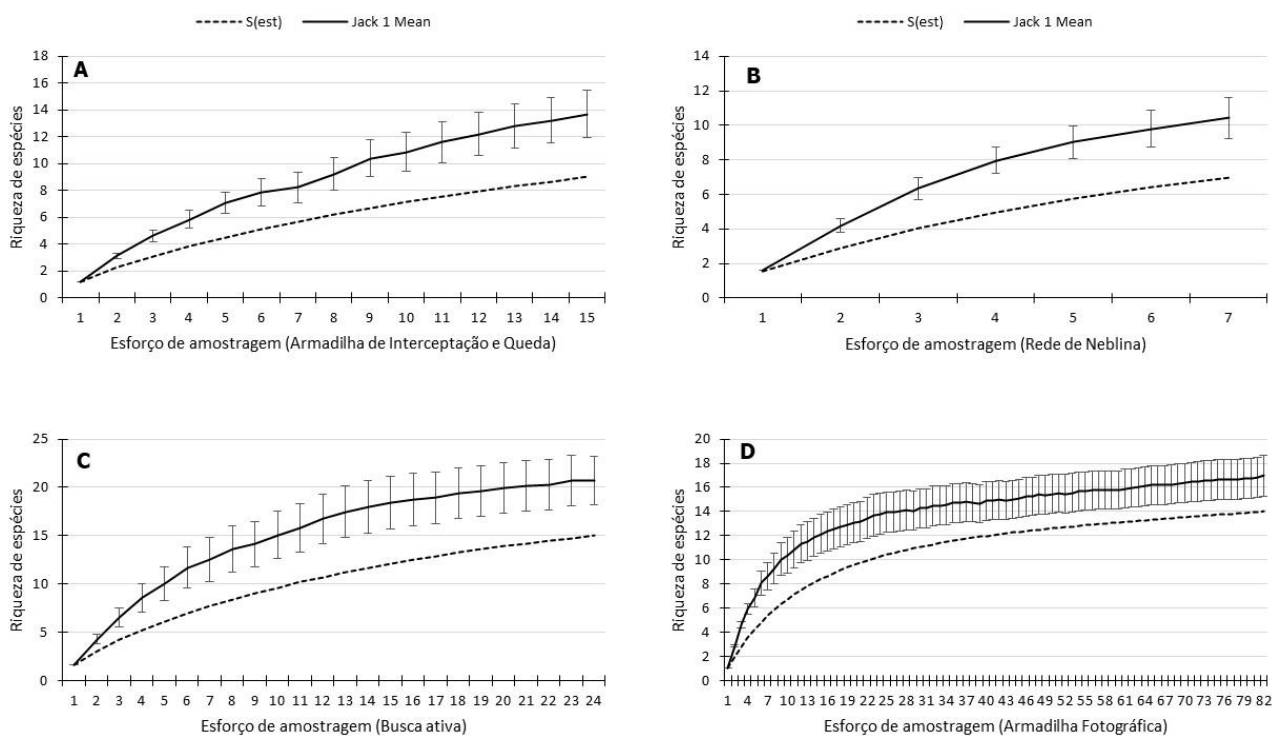 S(est) Jack 1 Mean
S(est) Jack 1 Mean
A
Riqueza de espécies
18
16
14
12
10
8
6
4
2
0
1 2 3 4 5 6 7 8 9 10 11 12 13 14 15
Esforço de amostragem (Armadilha de Interceptação e Queda)
B
Riqueza de espécies
14
12
10
8
6
4
2
0
1 2 3 4 5 6 7
Esforço de amostragem (Rede de Neblina)
C
Riqueza de espécies
25
20
15
10
5
0
1 2 3 4 5 6 7 8 9 10 11 12 13 14 15 16 17 18 19 20 21 22 23 24
Esforço de amostragem (Busca ativa)
D
Riqueza de espécies
20
18
16
14
12
10
8
6
4
2
0
1 4 7 10 13 16 19 22 25 28 31 34 37 40 43 46 49 52 55 58 61 64 67 70 73 76 79 82
Esforço de amostragem (Armadilha Fotográfica)